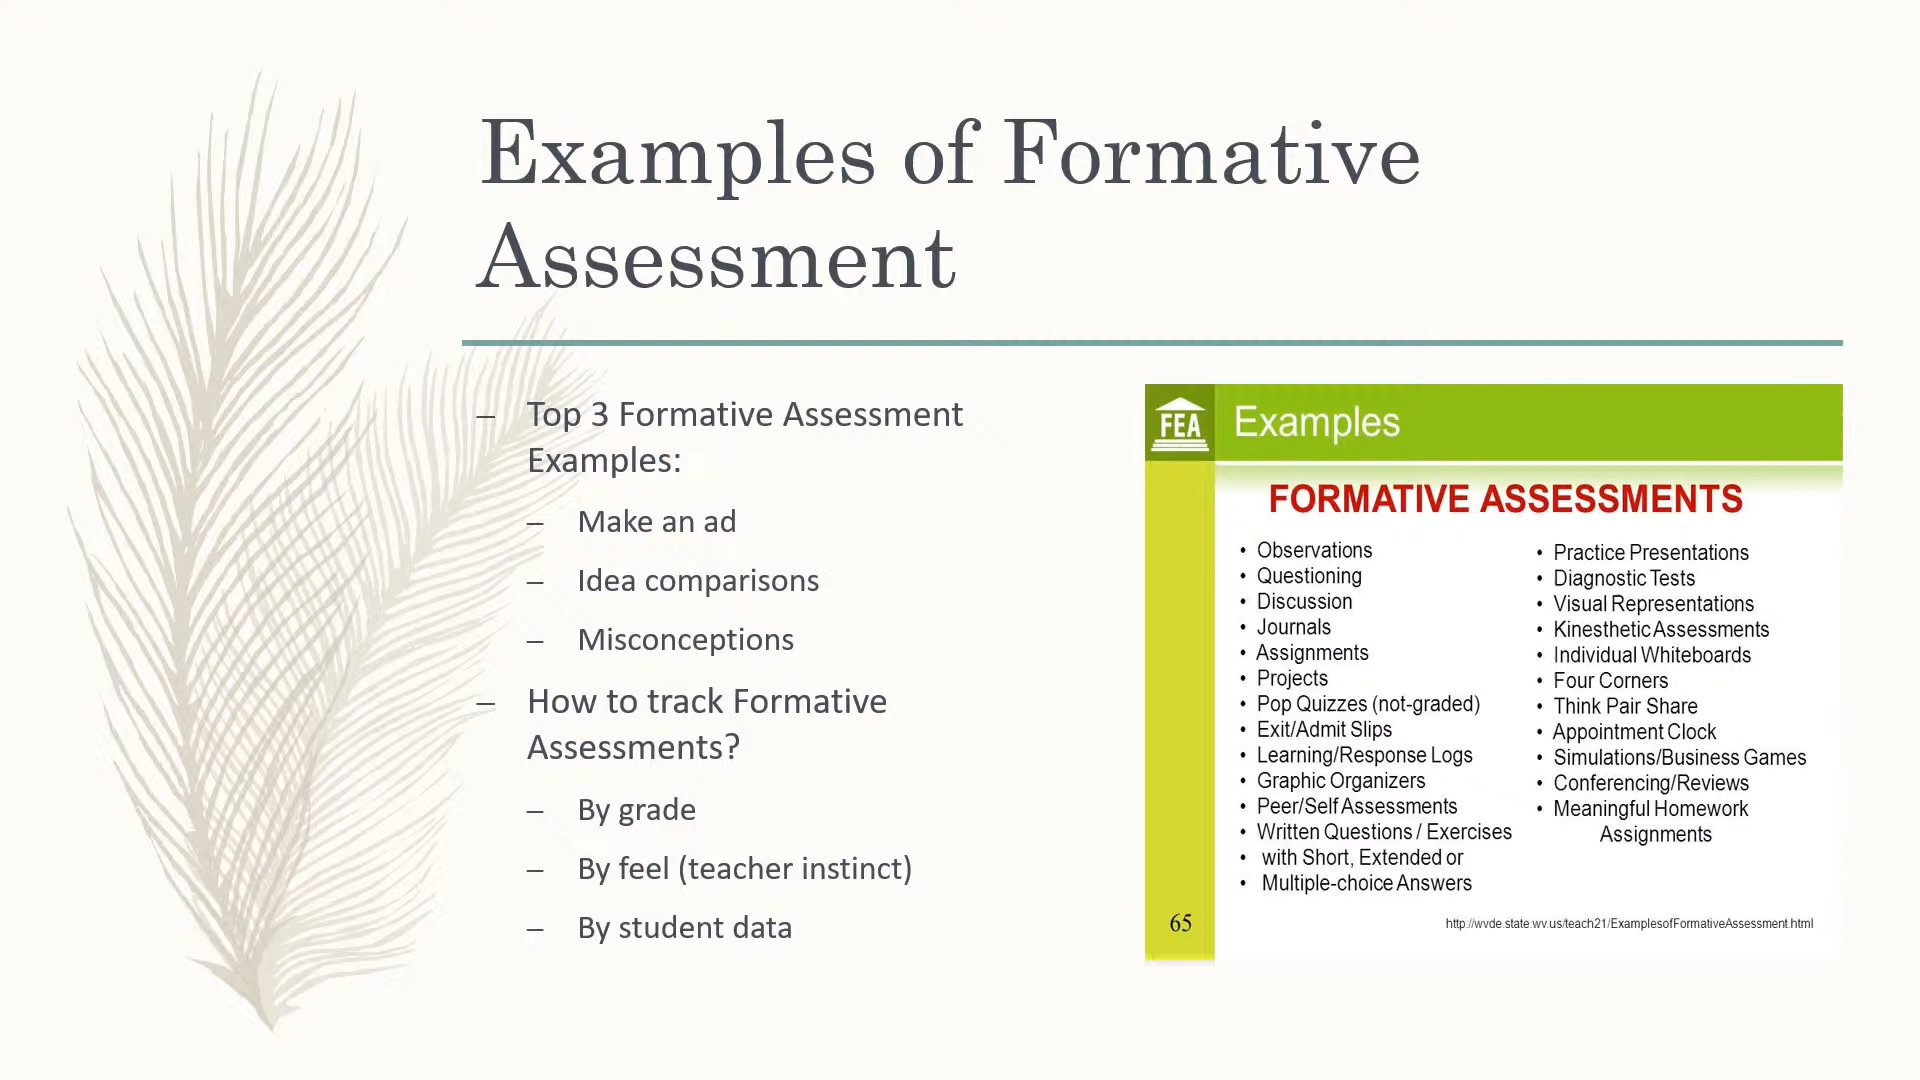 Examples of Formative
Assessment
– Top 3 Formative Assessment
Examples:
– Make an ad
– Idea comparisons
– Misconceptions
– How to track Formative
Assessments?
– By grade
– By feel (teacher instinct)
– By student data
FEA
Examples
FORMATIVE ASSESSMENTS
• Observations
• Questioning
• Discussion
• Journals
• Assignments
• Projects
• Pop Quizzes (not-graded)
• Exit/Admit Slips
• Learning/Response Logs
• Graphic Organizers
• Peer/Self Assessments
• Written Questions / Exercises
• with Short, Extended or
• Multiple-choice Answers
• Practice Presentations
• Diagnostic Tests
• Visual Representations
• Kinesthetic Assessments
• Individual Whiteboards
• Four Corners
• Think Pair Share
• Appointment Clock
• Simulations/Business Games
• Conferencing/Reviews
• Meaningful Homework
Assignments
65
http://wvde.state.wv.us/teach21/ExamplesofFormativeAssessment.html